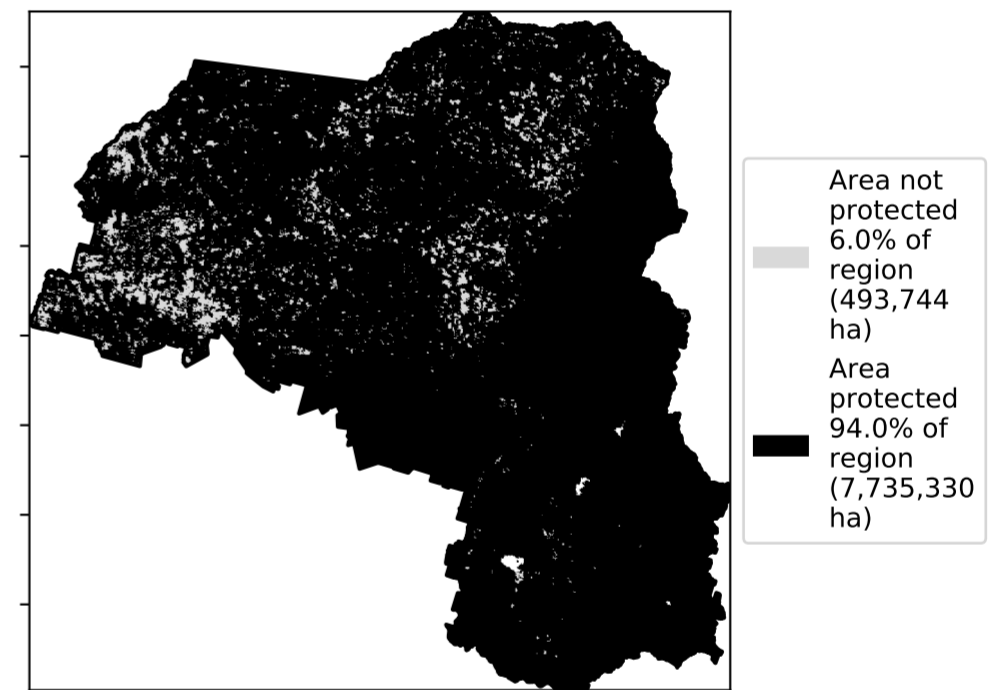 Area not
protected
6.0% of
region
(493,744
ha)
Area
protected
94.0% of
region
(7,735,330
ha)